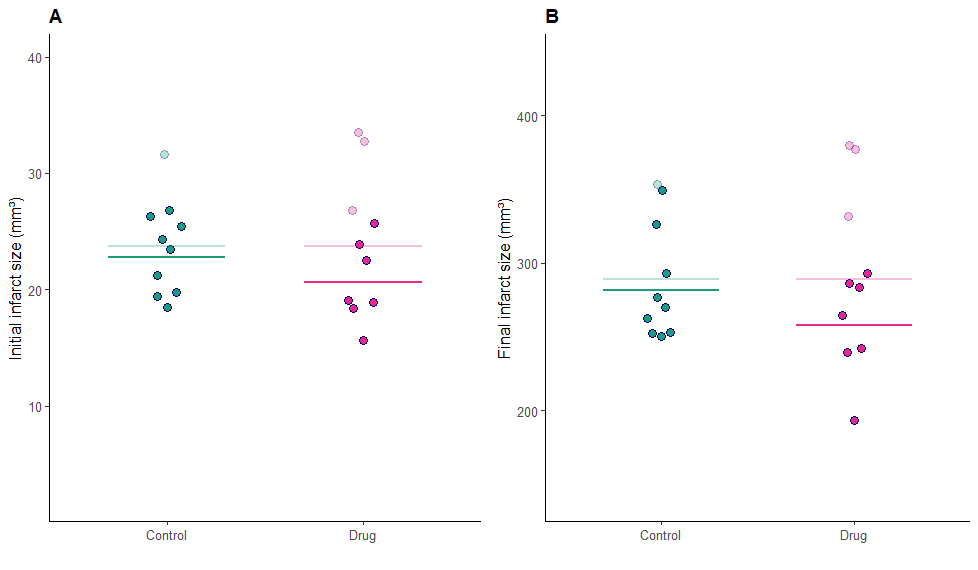 A
Initial infarct size (mm³)
40
30
20
10
Control
Drug
B
Final infarct size (mm³)
400
300
200
Control
Drug